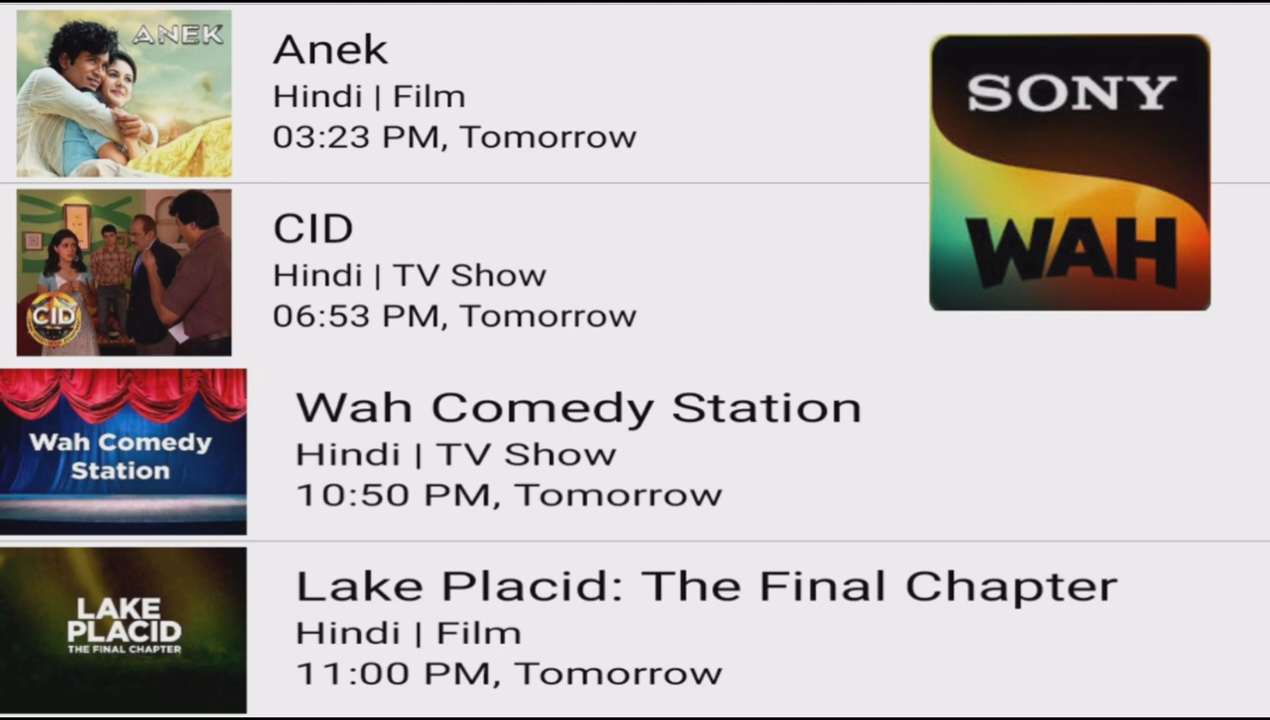 ANEK
Anek
Hindi | Film
03:23 PM, Tomorrow
SONY
WAH
CID
Hindi | TV Show
06:53 PM, Tomorrow
CID
Wah Comedy
Station
Wah Comedy Station
Hindi | TV Show
10:50 PM, Tomorrow
LAKE
PLACID
THE FINAL CHAPTER
Lake Placid: The Final Chapter
Hindi | Film
11:00 PM, Tomorrow